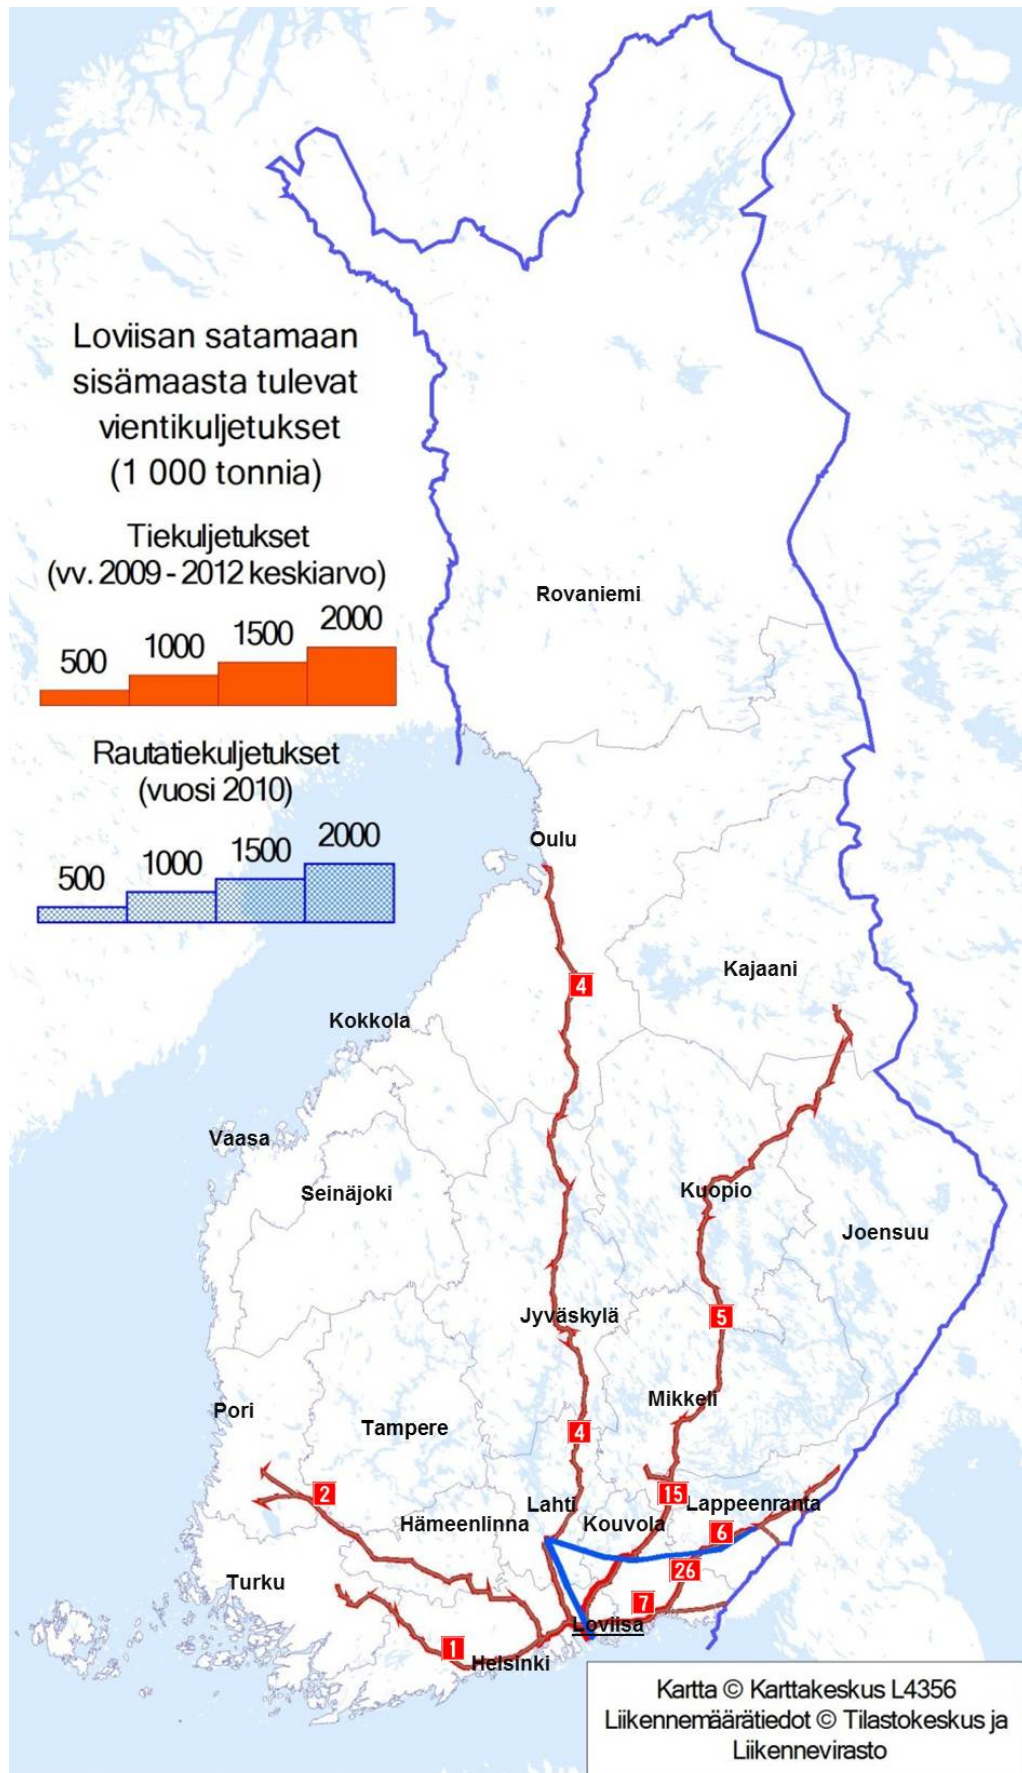 Loviisan satamaan
sisämaasta tulevat
vientikuljetukset
(1 000 tonnia)
Tiekuljetukset
(vv. 2009 - 2012 keskiarvo)
500
1000
1500
2000
Rautatiekuljetukset
(vuosi 2010)
500
1000
1500
2000
Rovaniemi
Oulu
4
Kajaani
Kokkola
Vaasa
Seinäjoki
Kuopio
Joensuu
Jyväskylä
5
Pori
Mikkeli
Tampere
4
2
15
Lahti
Lappeenranta
Hämeenlinna
Kouvola
6
26
Turku
7
Loviisa
1
Helsinki
Kartta © Karttakeskus L4356
Liikennemäärätiedot © Tilastokeskus ja
Liikennevirasto